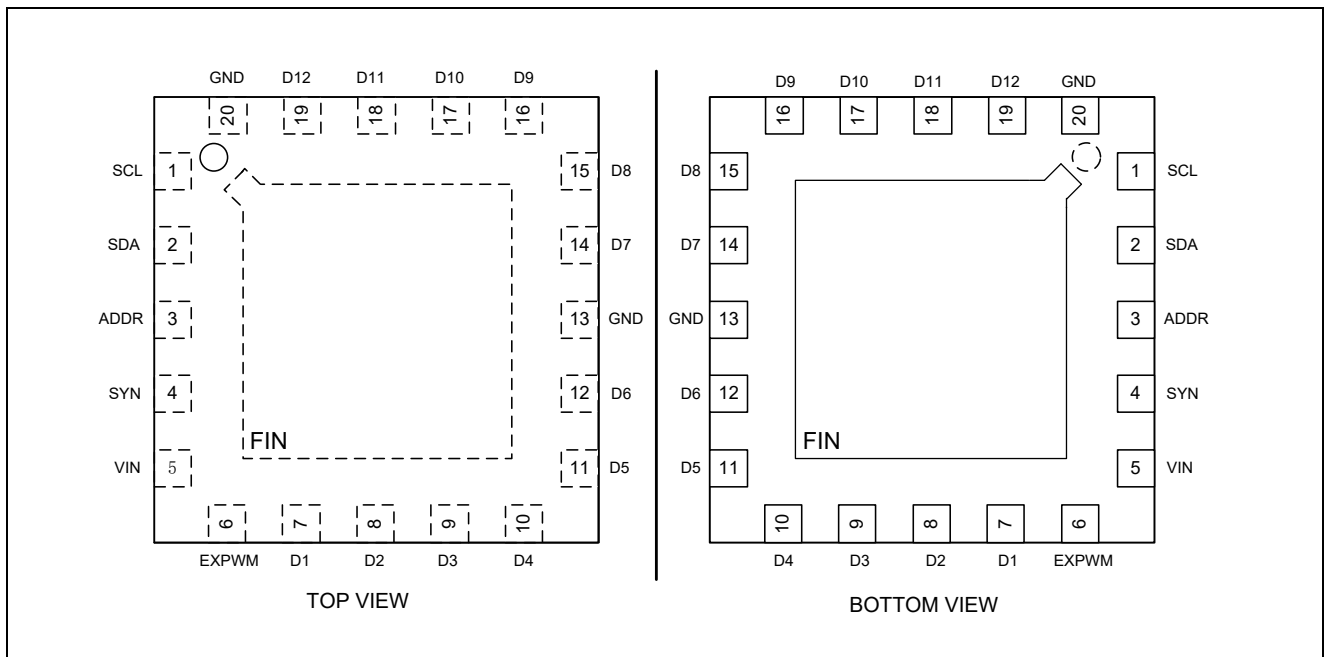 GND D12 D11 D10 D9
20 19 18 17 16
SCL 1 15 D8
SDA 2 14 D7
ADDR 3 13 GND
SYN 4 12 D6
FIN
VIN 5 11 D5
6 7 8 9 10
EXPWM D1 D2 D3 D4
TOP VIEW
D9 D10 D11 D12 GND
16 17 18 19 20
D8 15 1 SCL
D7 14 2 SDA
GND 13 3 ADDR
D6 12 4 SYN
FIN
D5 11 5 VIN
10 9 8 7 6
D4 D3 D2 D1 EXPWM
BOTTOM VIEW